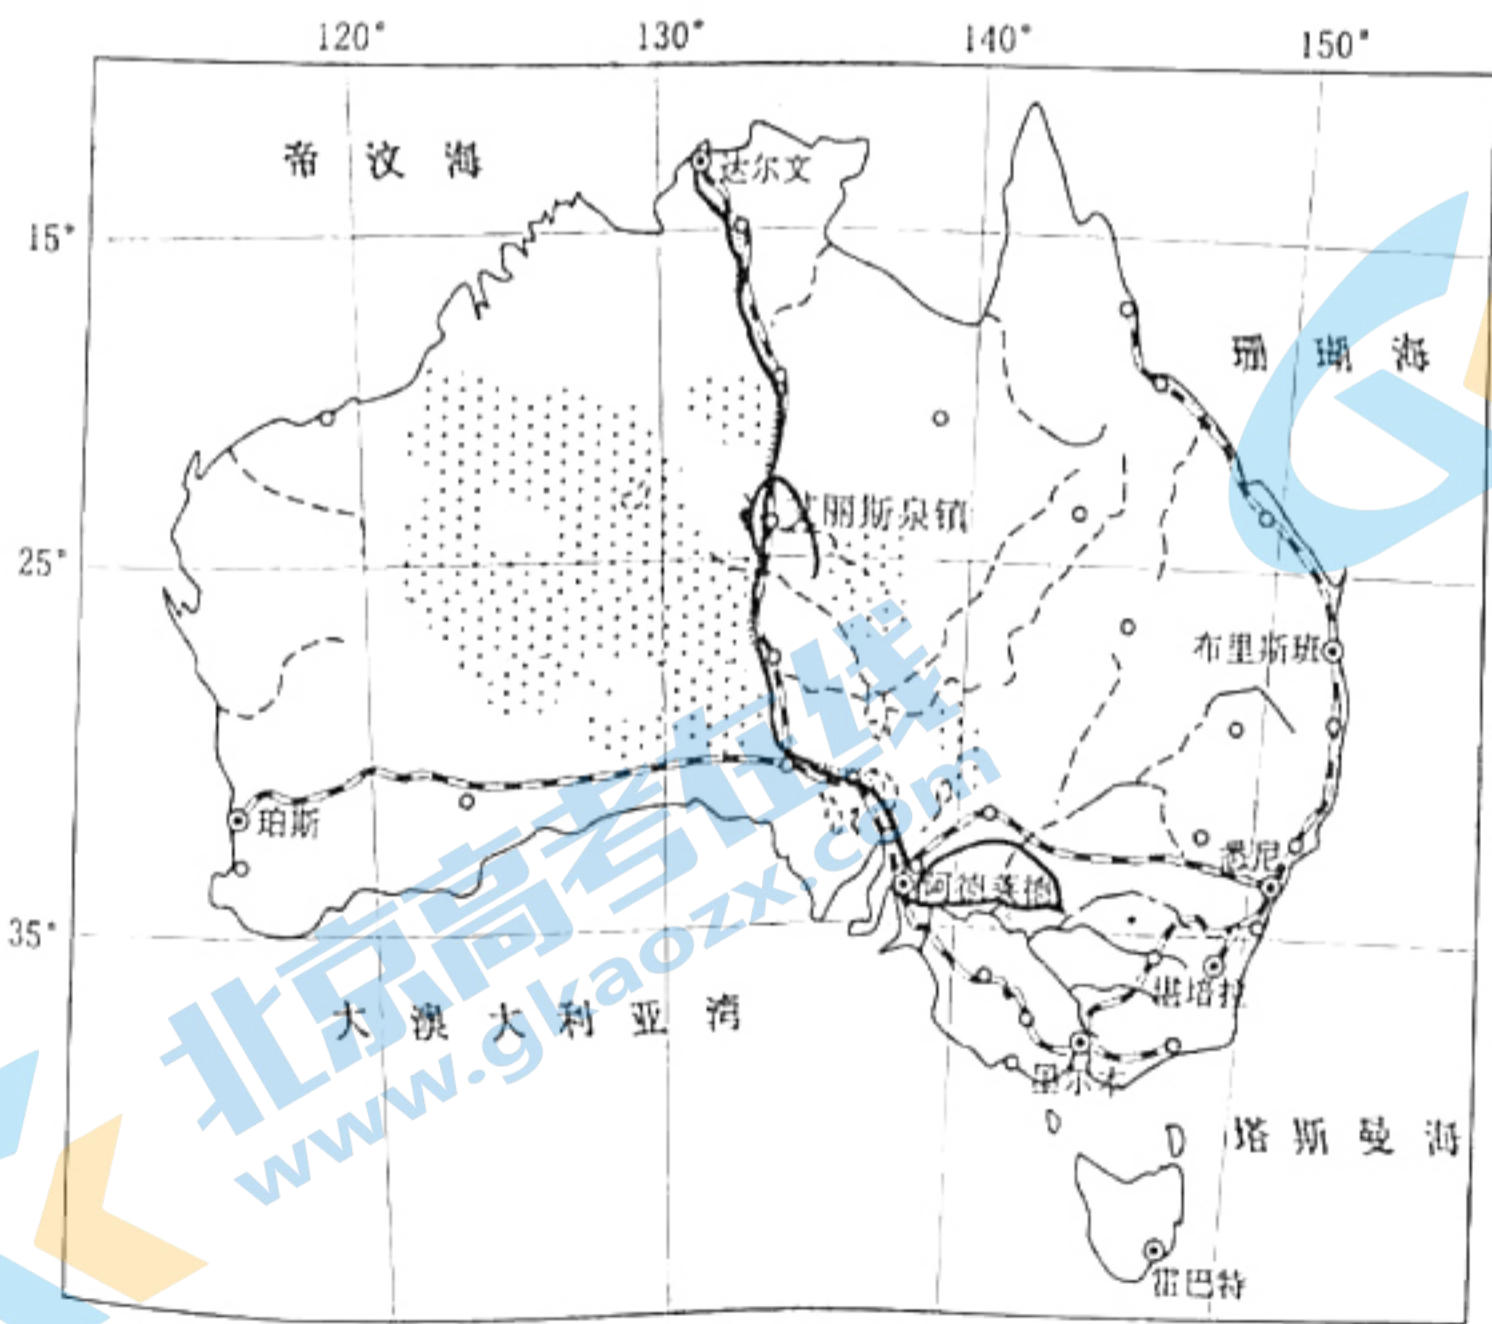 120° 130° 140° 150°
帝汶海
达尔文
15°
珊瑚海
丽斯泉镇
25°
布里斯班
珀斯
悉尼
阿德莱德
35°
堪培拉
大澳大利亚湾
墨尔本
塔斯曼海
霍巴特
北京高考在线
www.gkaozx.com